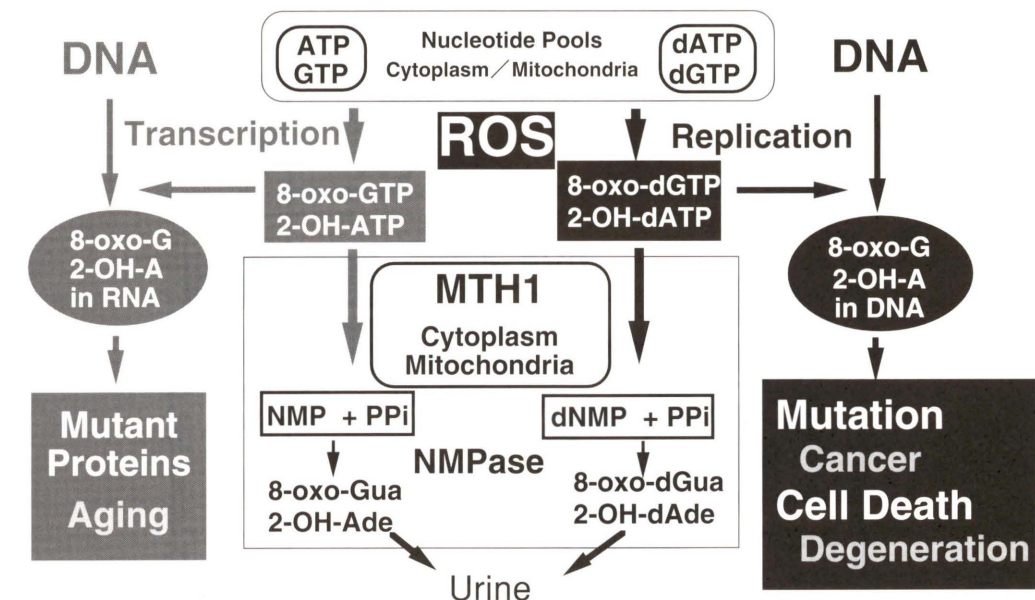 DNA
ATP
GTP
Nucleotide Pools
Cytoplasm／Mitochondria
dATP
dGTP
DNA
Transcription
ROS
Replication
8-oxo-GTP
2-OH-ATP
8-oxo-dGTP
2-OH-dATP
8-oxo-G
2-OH-A
in RNA
8-oxo-G
2-OH-A
in DNA
MTH1
Cytoplasm
Mitochondria
NMP + PPi
dNMP + PPi
NMPase
8-oxo-Gua
2-OH-Ade
8-oxo-dGua
2-OH-dAde
Mutant
Proteins
Aging
Mutation
Cancer
Cell Death
Degeneration
Urine